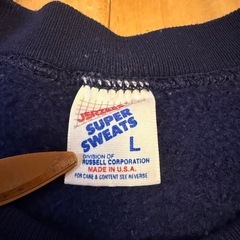 JERZEES
SUPER
SWEATS
L
DIVISION OF
RUSSELL CORPORATION
MADE IN U.S.A.
FOR CARE & CONTENT SEE REVERSE